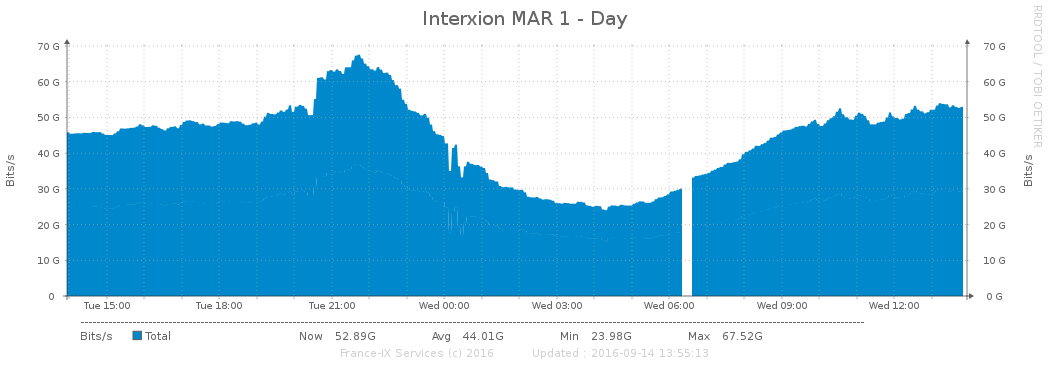 Interxion MAR 1 - Day
RRDTOOL / TOBI OETIKER
Bits/s
70 G
60 G
50 G
40 G
30 G
20 G
10 G
0
70 G
60 G
50 G
40 G
30 G
20 G
10 G
0 G
Bits/s
Tue 15:00 Tue 18:00 Tue 21:00 Wed 00:00 Wed 03:00 Wed 06:00 Wed 09:00 Wed 12:00
Bits/s Total Now 52.89G Avg 44.01G Min 23.98G Max 67.52G
France-IX Services (c) 2016 Updated : 2016-09-14 13:55:13